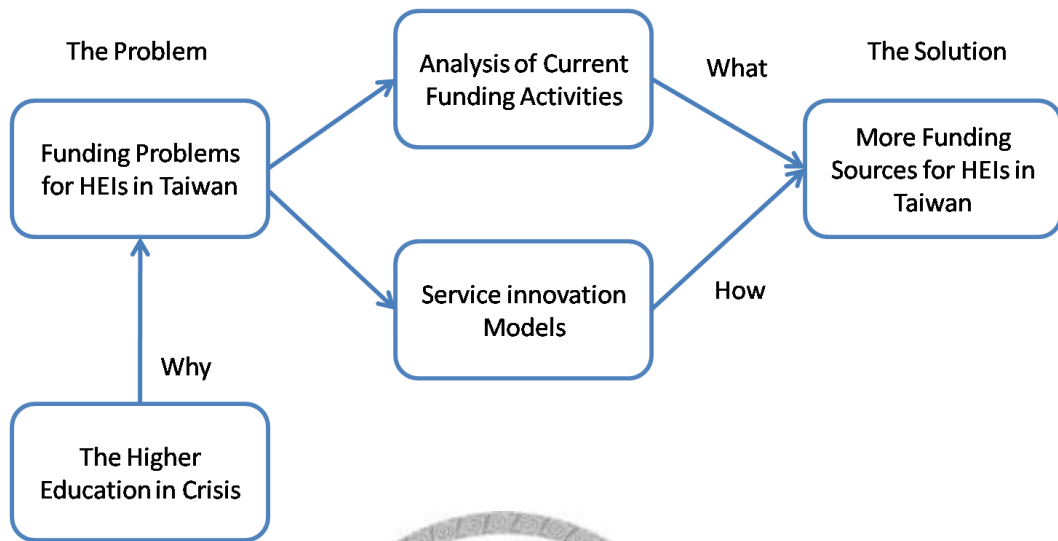 The Problem
Funding Problems
for HEIs in Taiwan
Why
The Higher
Education in Crisis
Analysis of Current
Funding Activities
Service innovation
Models
What
How
The Solution
More Funding
Sources for HEIs in
Taiwan